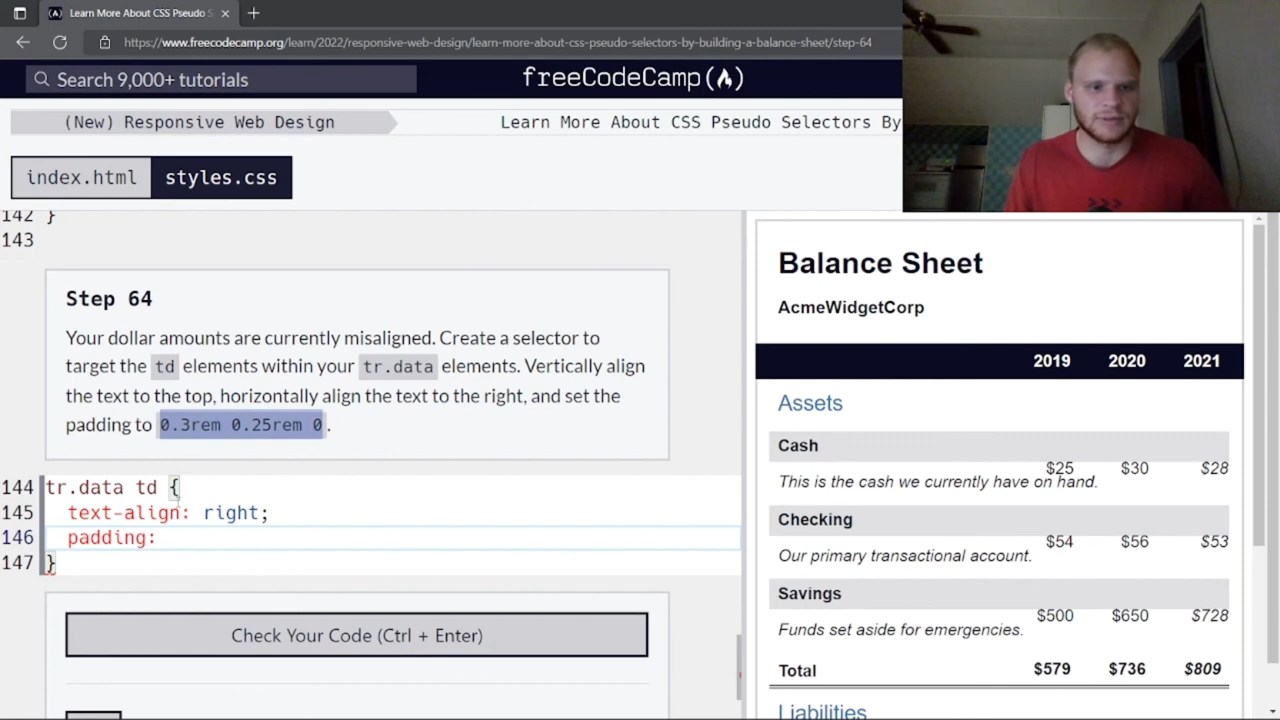 Learn More About CSS Pseudo S
https://www.freecodecamp.org/learn/2022/responsive-web-design/learn-more-about-css-pseudo-selectors-by-building-a-balance-sheet/step-64
Search 9,000+ tutorials
freeCodeCamp
(New) Responsive Web Design
Learn More About CSS Pseudo Selectors By
index.html
styles.css
142 }
143
Step 64
Your dollar amounts are currently misaligned. Create a selector to
target the td elements within your tr.data elements. Vertically align
the text to the top, horizontally align the text to the right, and set the
padding to 0.3rem 0.25rem 0.
144 tr.data td {
145 text-align: right;
146 padding:
147 }
Check Your Code (Ctrl + Enter)
Balance Sheet
AcmeWidgetCorp
2019 2020 2021
Assets
Cash
$25 $30 $28
This is the cash we currently have on hand.
Checking
$54 $56 $53
Our primary transactional account.
Savings
$500 $650 $728
Funds set aside for emergencies.
Total $579 $736 $809
Liabilities